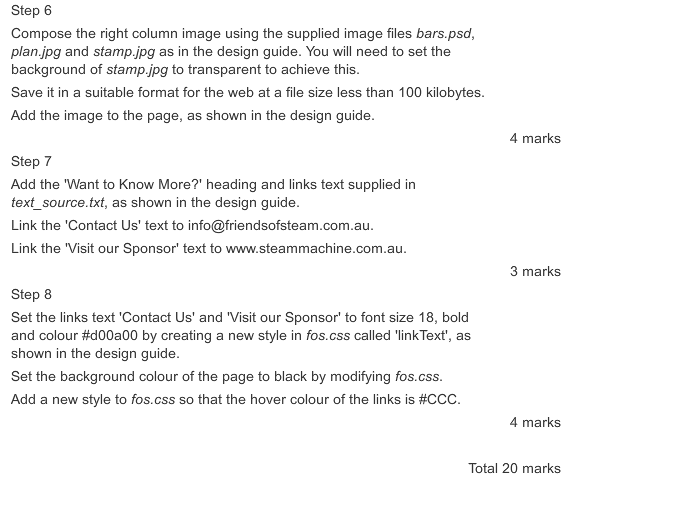 Step 6
Compose the right column image using the supplied image files bars.psd,
plan.jpg and stamp.jpg as in the design guide. You will need to set the
background of stamp.jpg to transparent to achieve this.
Save it in a suitable format for the web at a file size less than 100 kilobytes.
Add the image to the page, as shown in the design guide.
4 marks
Step 7
Add the 'Want to Know More?' heading and links text supplied in
text_source.txt, as shown in the design guide.
Link the 'Contact Us' text to info@friendsofsteam.com.au.
Link the 'Visit our Sponsor' text to www.steammachine.com.au.
3 marks
Step 8
Set the links text 'Contact Us' and 'Visit our Sponsor' to font size 18, bold
and colour #d00a00 by creating a new style in fos.css called 'linkText', as
shown in the design guide.
Set the background colour of the page to black by modifying fos.css.
Add a new style to fos.css so that the hover colour of the links is #CCC.
4 marks
Total 20 marks